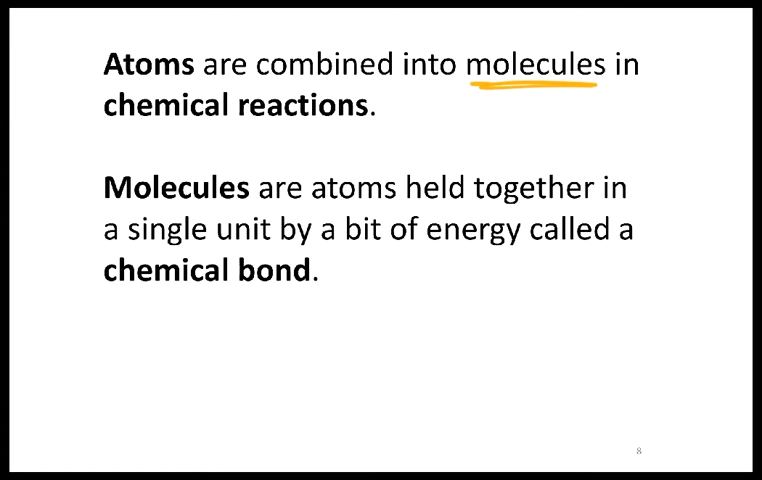 Atoms are combined into molecules in
chemical reactions.
Molecules are atoms held together in
a single unit by a bit of energy called a
chemical bond.
8